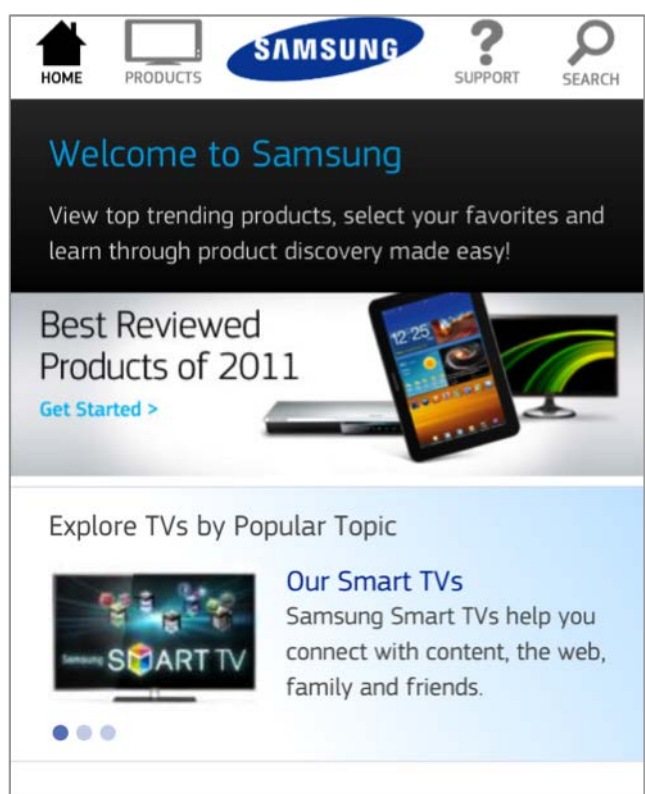 HOME
PRODUCTS
SAMSUNG
SUPPORT
SEARCH
Welcome to Samsung
View top trending products, select your favorites and
learn through product discovery made easy!
Best Reviewed
Products of 2011
Get Started >
12:25
Explore TVs by Popular Topic
Samsung SMART TV
Our Smart TVs
Samsung Smart TVs help you
connect with content, the web,
family and friends.